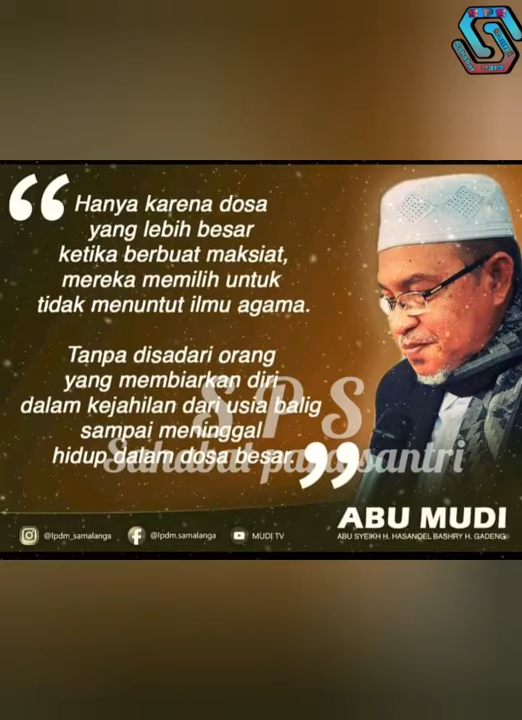 S.P.S.
“ Hanya karena dosa
yang lebih besar
ketika berbuat maksiat,
mereka memilih untuk
tidak menuntut ilmu agama.
Tanpa disadari orang
yang membiarkan diri
dalam kejahilan dari usia balig
sampai meninggal
hidup dalam dosa besar. ”
S P S
Sahabat para santri
ABU MUDI
ABU SYEIKH H. HASANOEL BASHRY H. GADENG
@lpdm_samalanga @lpdm.samalanga MUDI TV